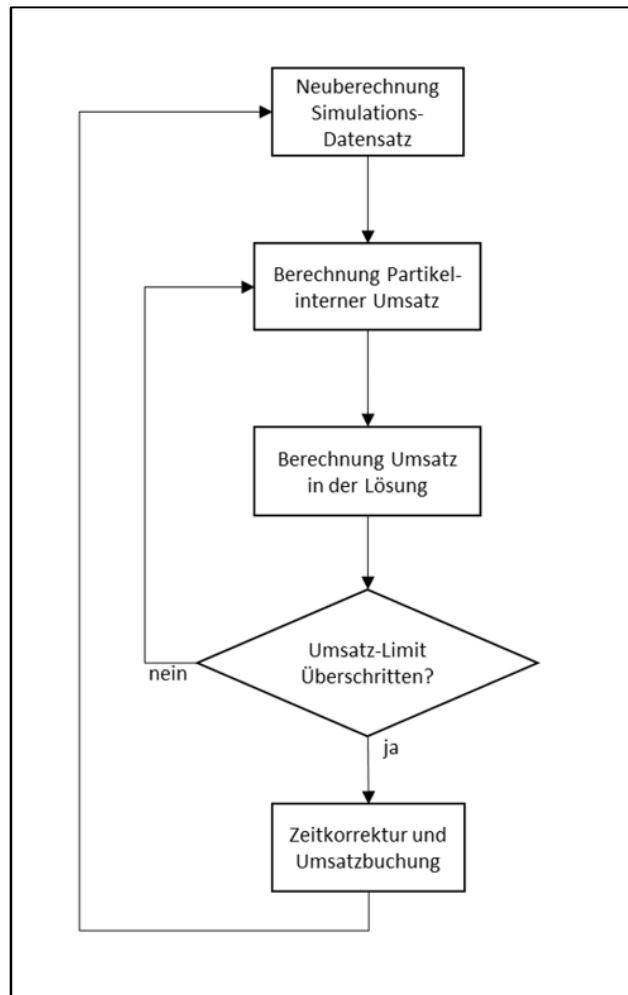 Neuberechnung
Simulations-
Datensatz
Berechnung Partikel-
interner Umsatz
Berechnung Umsatz
in der Lösung
Umsatz-Limit
Überschritten?
nein
ja
Zeitkorrektur und
Umsatzbuchung